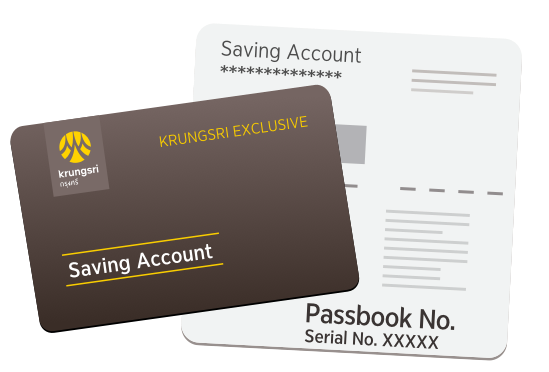 Saving Account
**************
KRUNGSRI EXCLUSIVE
krungsri
กรุงศรี
Saving Account
Passbook No.
Serial No. XXXXX